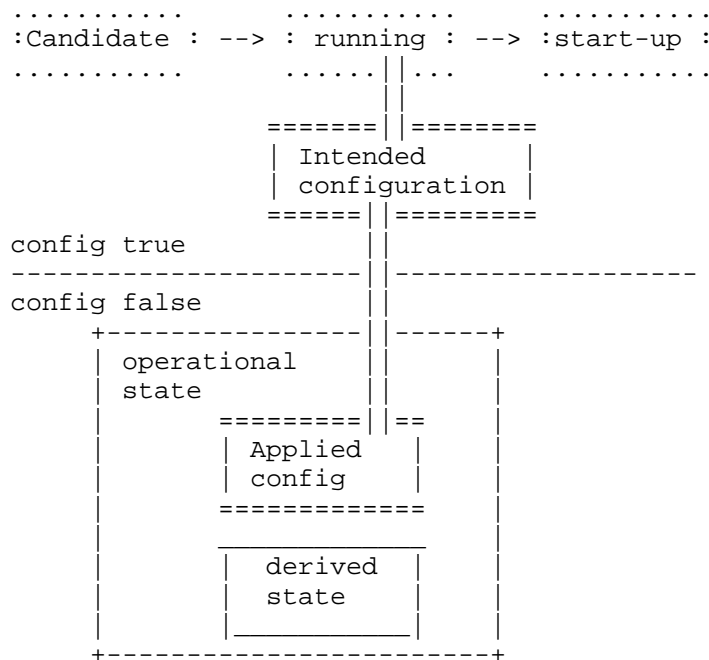 :Candidate : --> : running : --> :start-up :
Intended
configuration
config true
config false
operational
state
Applied
config
derived
state